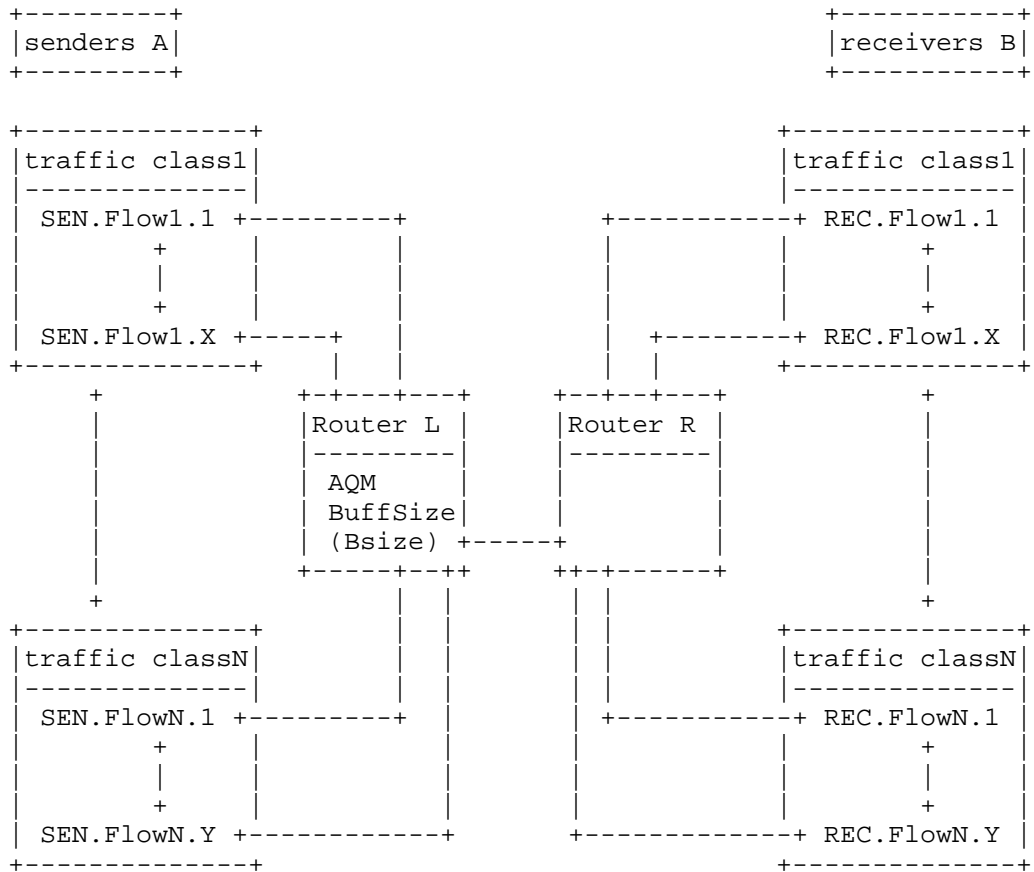 senders A receivers B
traffic class1 traffic class1
SEN.Flow1.1 REC.Flow1.1
SEN.Flow1.X REC.Flow1.X
Router L Router R
AQM
BuffSize
(Bsize)
traffic classN traffic classN
SEN.FlowN.1 REC.FlowN.1
SEN.FlowN.Y REC.FlowN.Y